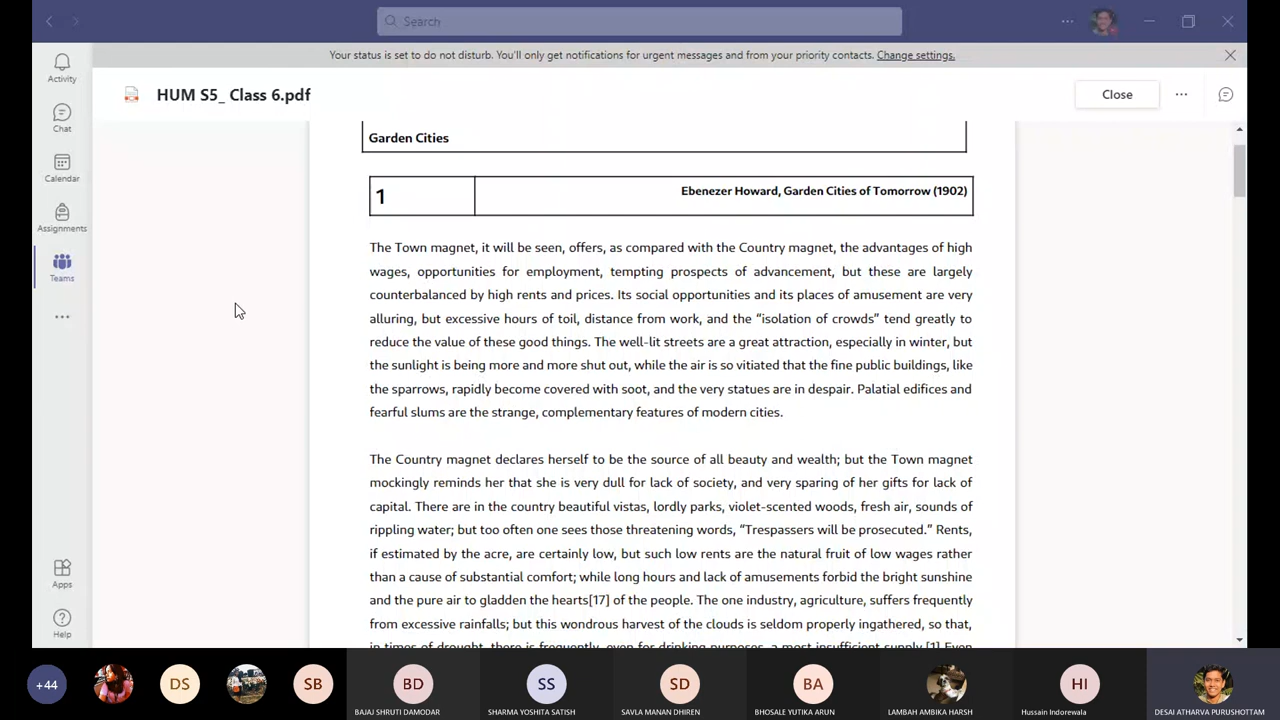 Search
Your status is set to do not disturb. You'll only get notifications for urgent messages and from your priority contacts. Change settings.
Activity
Chat
Calendar
Assignments
Teams
Apps
Help
HUM S5_ Class 6.pdf
Close
Garden Cities
1
Ebenezer Howard, Garden Cities of Tomorrow (1902)
The Town magnet, it will be seen, offers, as compared with the Country magnet, the advantages of high
wages, opportunities for employment, tempting prospects of advancement, but these are largely
counterbalanced by high rents and prices. Its social opportunities and its places of amusement are very
alluring, but excessive hours of toil, distance from work, and the “isolation of crowds” tend greatly to
reduce the value of these good things. The well-lit streets are a great attraction, especially in winter, but
the sunlight is being more and more shut out, while the air is so vitiated that the fine public buildings, like
the sparrows, rapidly become covered with soot, and the very statues are in despair. Palatial edifices and
fearful slums are the strange, complementary features of modern cities.
The Country magnet declares herself to be the source of all beauty and wealth; but the Town magnet
mockingly reminds her that she is very dull for lack of society, and very sparing of her gifts for lack of
capital. There are in the country beautiful vistas, lordly parks, violet-scented woods, fresh air, sounds of
rippling water; but too often one sees those threatening words, “Trespassers will be prosecuted.” Rents,
if estimated by the acre, are certainly low, but such low rents are the natural fruit of low wages rather
than a cause of substantial comfort; while long hours and lack of amusements forbid the bright sunshine
and the pure air to gladden the hearts[17] of the people. The one industry, agriculture, suffers frequently
from excessive rainfalls; but this wondrous harvest of the clouds is seldom properly ingathered, so that,
in times of drought, there is frequently, even for drinking purposes, a most insufficient supply.[1] Even
+44
DS
SB
BD
BAJAJ SHRUTI DAMODAR
SS
SHARMA YOSHITA SATISH
SD
SAVLA MANAN DHIREN
BA
BHOSALE YUTIKA ARUN
LAMBAH AMBIKA HARSH
HI
Hussain Indorewala
DESAI ATHARVA PURUSHOTTAM